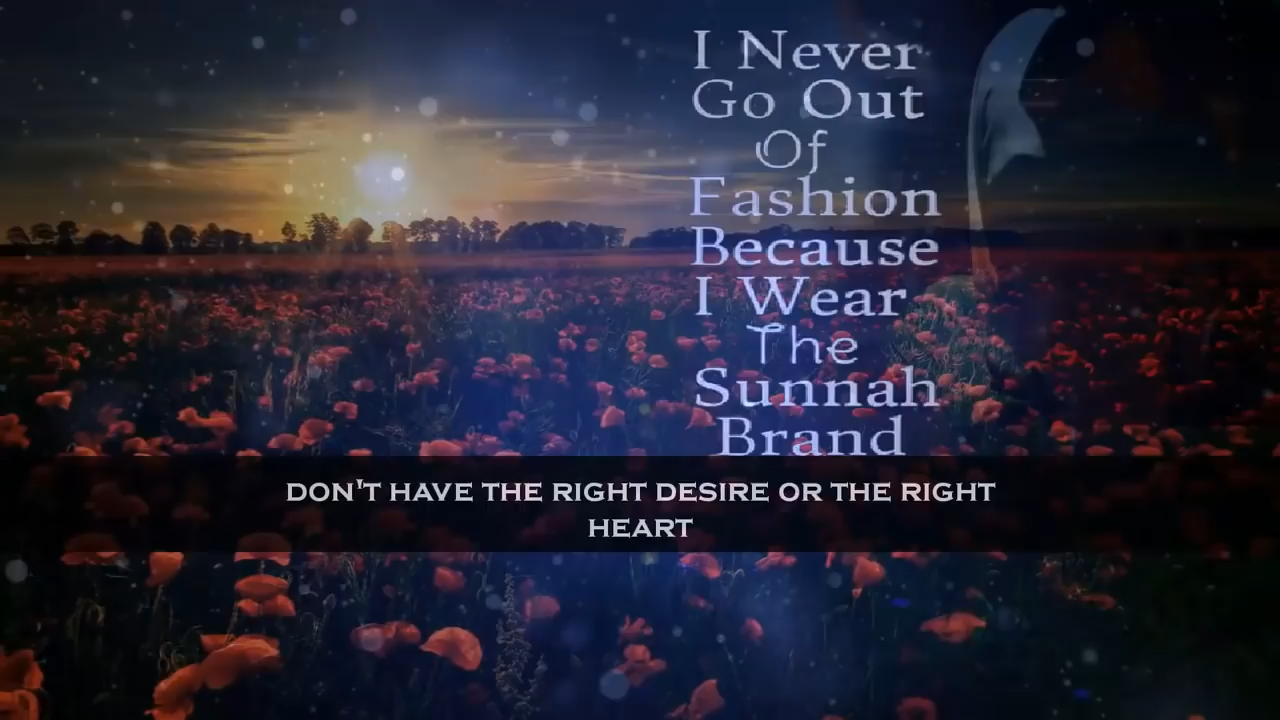 I Never
Go Out
Of
Fashion
Because
I Wear
The
Sunnah
Brand
DON'T HAVE THE RIGHT DESIRE OR THE RIGHT
HEART